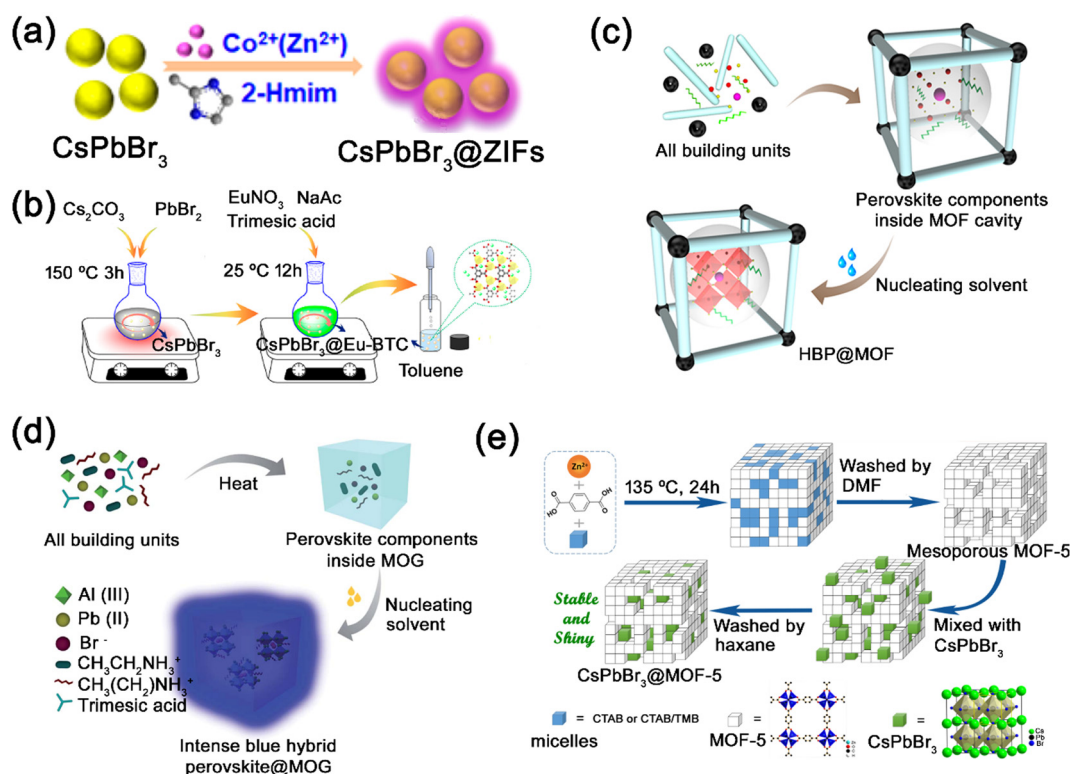 (a)
Co²⁺(Zn²⁺)
2-Hmim
CsPbBr₃
CsPbBr₃@ZIFs
(b)
Cs₂CO₃
PbBr₂
EuNO₃ NaAc
Trimesic acid
150 ºC 3h
25 ºC 12h
CsPbBr₃
CsPbBr₃@Eu-BTC
Toluene
(c)
All building units
Perovskite components
inside MOF cavity
Nucleating solvent
HBP@MOF
(d)
Heat
All building units
Perovskite components
inside MOG
Nucleating
solvent
Al (III)
Pb (II)
Br⁻
CH₃CH₂NH₃⁺
CH₃(CH₂)NH₃⁺
Trimesic acid
Intense blue hybrid
perovskite@MOG
(e)
Zn²⁺
+
HO
O
O
OH
+
135 ºC, 24h
Washed by
DMF
Mesoporous MOF-5
Mixed with
CsPbBr₃
Washed by
haxane
Stable
and
Shiny
CsPbBr₃@MOF-5
= CTAB or CTAB/TMB
micelles
=
MOF-5
=
CsPbBr₃
Cs
Pb
Br